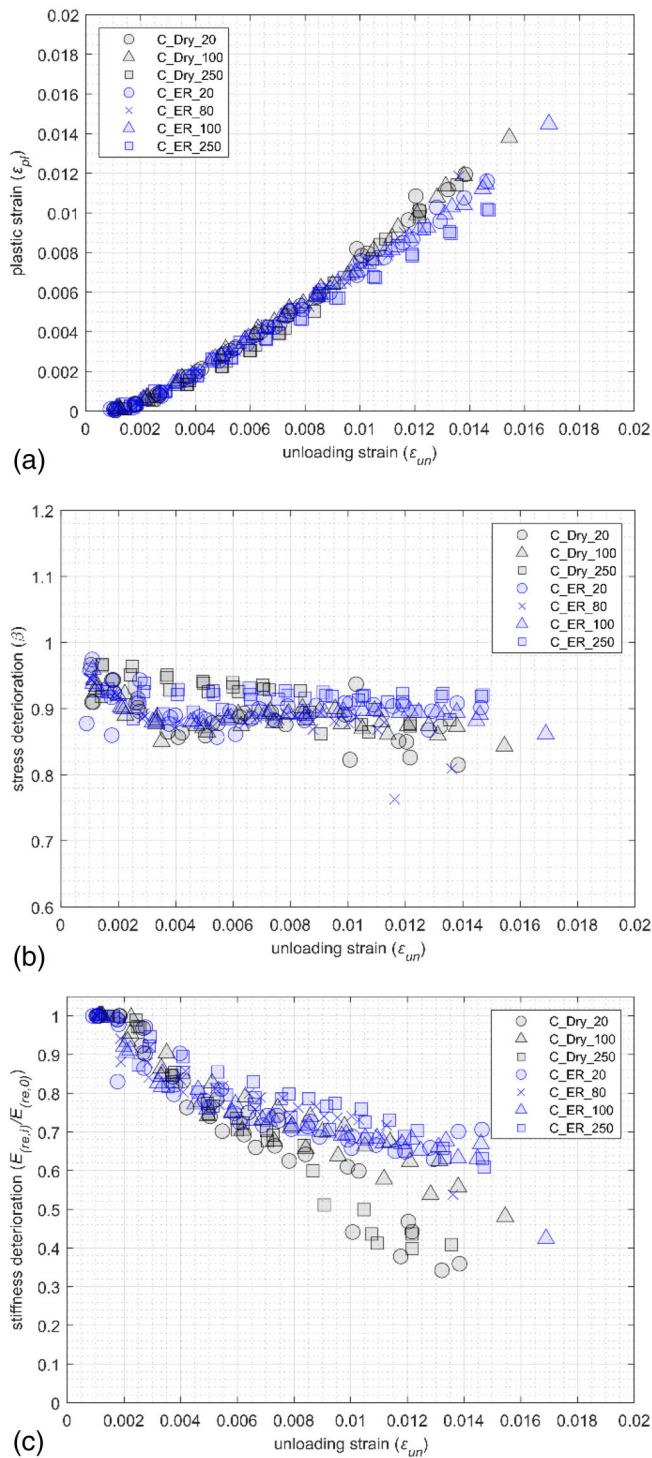 0.02
0.018
0.016
0.014
0.012
0.01
0.008
0.006
0.004
0.002
0
plastic strain (εpl)
C_Dry_20
C_Dry_100
C_Dry_250
C_ER_20
C_ER_80
C_ER_100
C_ER_250
0 0.002 0.004 0.006 0.008 0.01 0.012 0.014 0.016 0.018 0.02
unloading strain (εun)
(a)
1.2
1.1
1
0.9
0.8
0.7
0.6
stress deterioration (β)
C_Dry_20
C_Dry_100
C_Dry_250
C_ER_20
C_ER_80
C_ER_100
C_ER_250
0 0.002 0.004 0.006 0.008 0.01 0.012 0.014 0.016 0.018 0.02
unloading strain (εun)
(b)
1
0.9
0.8
0.7
0.6
0.5
0.4
0.3
0.2
0.1
0
stiffness deterioration (E(re,i)/E(re,0))
C_Dry_20
C_Dry_100
C_Dry_250
C_ER_20
C_ER_80
C_ER_100
C_ER_250
0 0.002 0.004 0.006 0.008 0.01 0.012 0.014 0.016 0.018 0.02
unloading strain (εun)
(c)